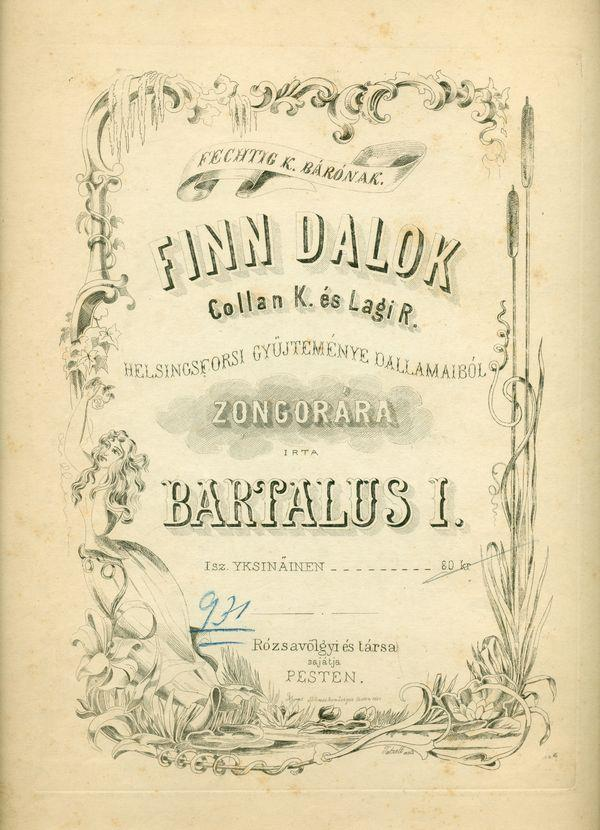 FECHTIG K. BÁRÓNAK.
FINN DALOK
Collan K. és Lagi R.
HELSINGSFORSI GYŰJTEMÉNYE DALLAMAIBÓL
ZONGORÁRA
IRTA
BARTALUS I.
I sz. YKSINÄINEN _ _ _ _ _ _ _ _ _ 80 kr
931
Rózsavölgyi és társa
sajátja
PESTEN.